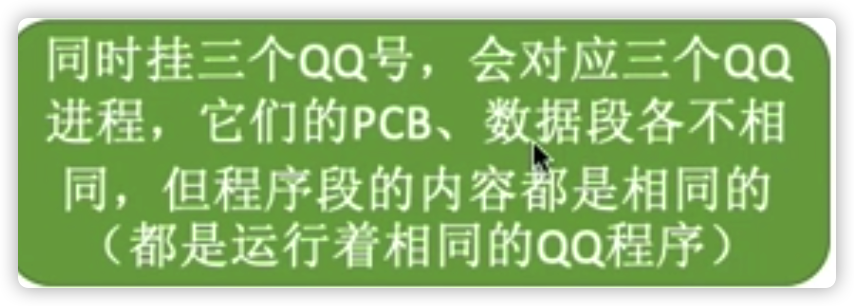 同时挂三个QQ号，会对应三个QQ
进程，它们的PCB、数据段各不相
同，但程序段的内容都是相同的
（都是运行着相同的QQ程序）